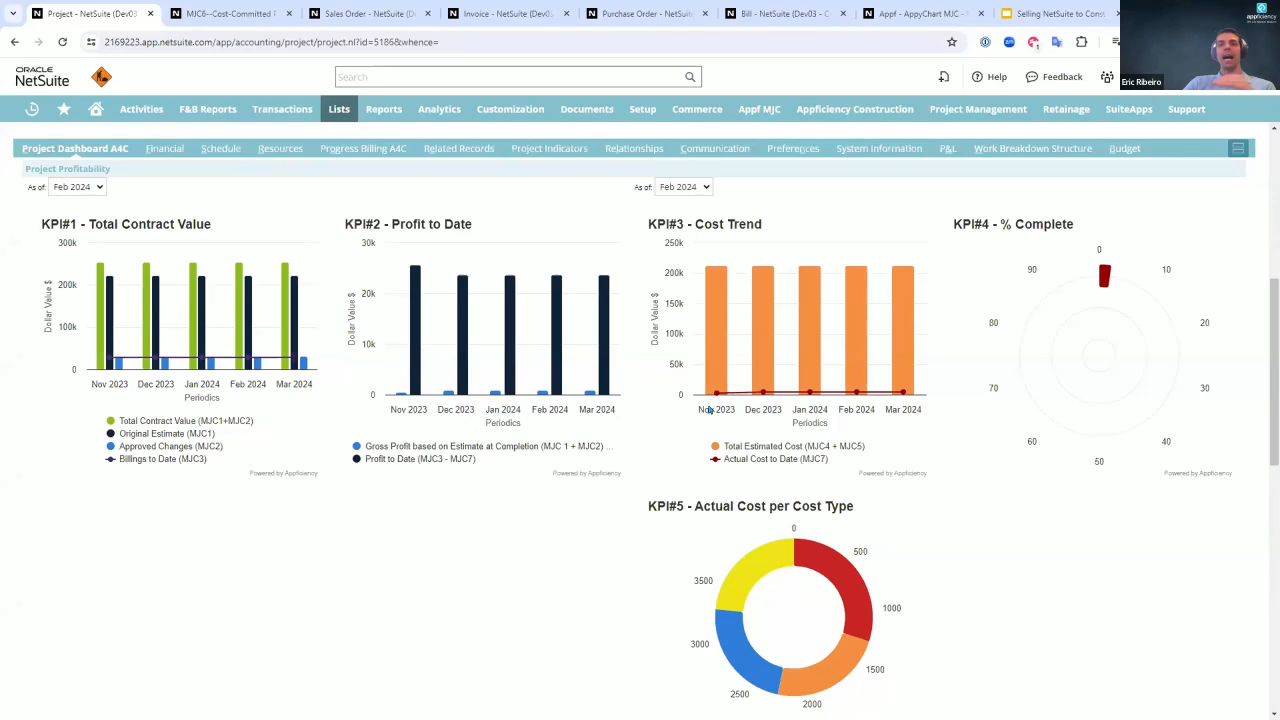 Project - NetSuite (Dev03
MJC6--Cost-Committed P
Sales Order - NetSuite (De
- NetSuite (Dev03
Purchase Order - NetSuit
- NetSuite (Dev03
Appf - AppyChart MJC - 
Selling NetSuite to Const
.app.netsuite.com/app/accounting/project/project.nl?id=5186&whence=
appficiency
Eric Ribeiro
ORACLE
NetSuite
Search
Help
Feedback
Activities
F&B Reports
Transactions
Lists
Reports
Analytics
Customization
Documents
Setup
Commerce
Appf MJC
Appficiency Construction
Project Management
Retainage
SuiteApps
Support
Project Dashboard A4C
Financial
Schedule
Resources
Progress Billing A4C
Related Records
Project Indicators
Relationships
Communication
Preferences
System Information
P&L
Work Breakdown Structure
Budget
Project Profitability
As of: Feb 2024
As of: Feb 2024
KPI#1 - Total Contract Value
300k
200k
100k
0
Dollar Value $
Nov 2023
Dec 2023
Jan 2024
Feb 2024
Mar 2024
Periodics
Total Contract Value (MJC1+MJC2)
Original Estimate (MJC1)
Approved Changes (MJC2)
Billings to Date (MJC3)
Powered by Appficiency
KPI#2 - Profit to Date
30k
20k
10k
0
Dollar Value $
Nov 2023
Dec 2023
Jan 2024
Feb 2024
Mar 2024
Periodics
Gross Profit based on Estimate at Completion (MJC 1 + MJC2) ...
Profit to Date (MJC3 - MJC7)
Powered by Appficiency
KPI#3 - Cost Trend
250k
200k
150k
100k
50k
0
Dollar Value $
Nov 2023
Dec 2023
Jan 2024
Feb 2024
Mar 2024
Periodics
Total Estimated Cost (MJC4 + MJC5)
Actual Cost to Date (MJC7)
Powered by Appficiency
KPI#4 - % Complete
0
10
20
30
40
50
60
70
80
90
Powered by Appficiency
KPI#5 - Actual Cost per Cost Type
0
500
1000
1500
2000
2500
3000
3500